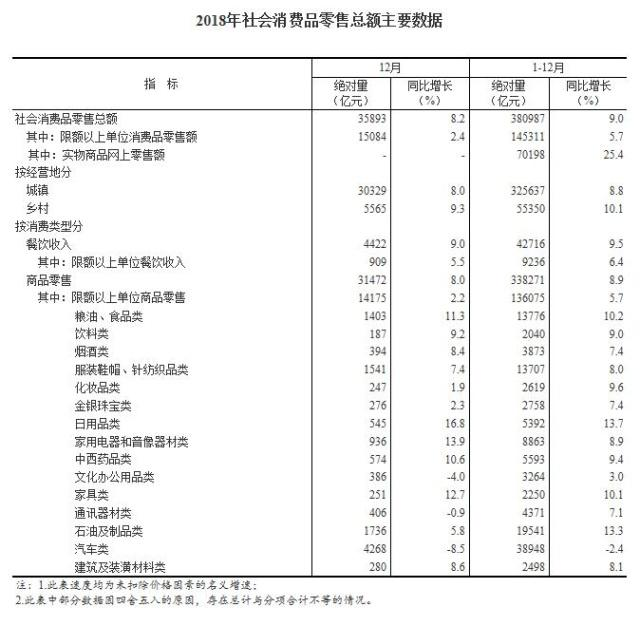 2018年社会消费品零售总额主要数据
指 标 12月 1-12月
绝对量（亿元） 同比增长（%） 绝对量（亿元） 同比增长（%）
社会消费品零售总额 35893 8.2 380987 9.0
其中：限额以上单位消费品零售额 15084 2.4 145311 5.7
其中：实物商品网上零售额 - - 70198 25.4
按经营地分
城镇 30329 8.0 325637 8.8
乡村 5565 9.3 55350 10.1
按消费类型分
餐饮收入 4422 9.0 42716 9.5
其中：限额以上单位餐饮收入 909 5.5 9236 6.4
商品零售 31472 8.0 338271 8.9
其中：限额以上单位商品零售 14175 2.2 136075 5.7
粮油、食品类 1403 11.3 13776 10.2
饮料类 187 9.2 2040 9.0
烟酒类 394 8.4 3873 7.4
服装鞋帽、针纺织品类 1541 7.4 13707 8.0
化妆品类 247 1.9 2619 9.6
金银珠宝类 276 2.3 2758 7.4
日用品类 545 16.8 5392 13.7
家用电器和音像器材类 936 13.9 8863 8.9
中西药品类 574 10.6 5593 9.4
文化办公用品类 386 -4.0 3264 3.0
家具类 251 12.7 2250 10.1
通讯器材类 406 -0.9 4371 7.1
石油及制品类 1736 5.8 19541 13.3
汽车类 4268 -8.5 38948 -2.4
建筑及装潢材料类 280 8.6 2498 8.1
注：1.此表速度均为未扣除价格因素的名义增速；
2.此表中部分数据因四舍五入的原因，存在总计与分项合计不等的情况。